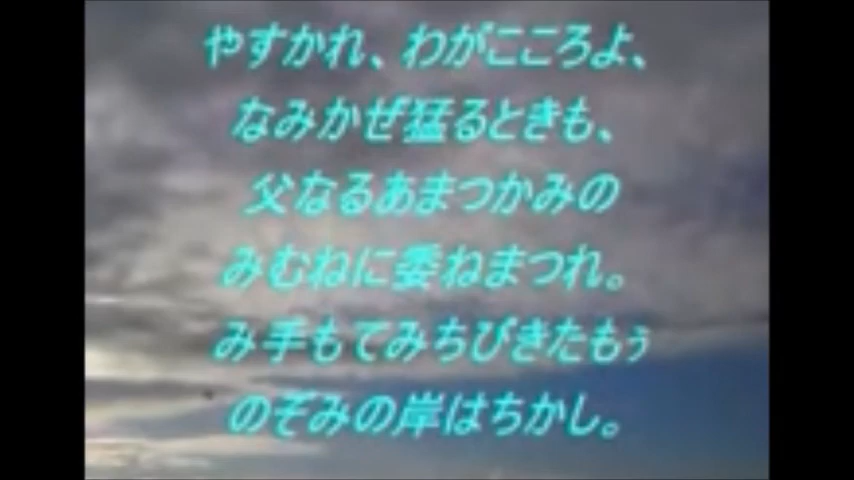 やすかれ、わがこころよ、
なみかぜ猛るときも、
父なるあまつかみの
みむねに委ねまつれ。
み手もてみちびきたもぅ
のぞみの岸はちかし。